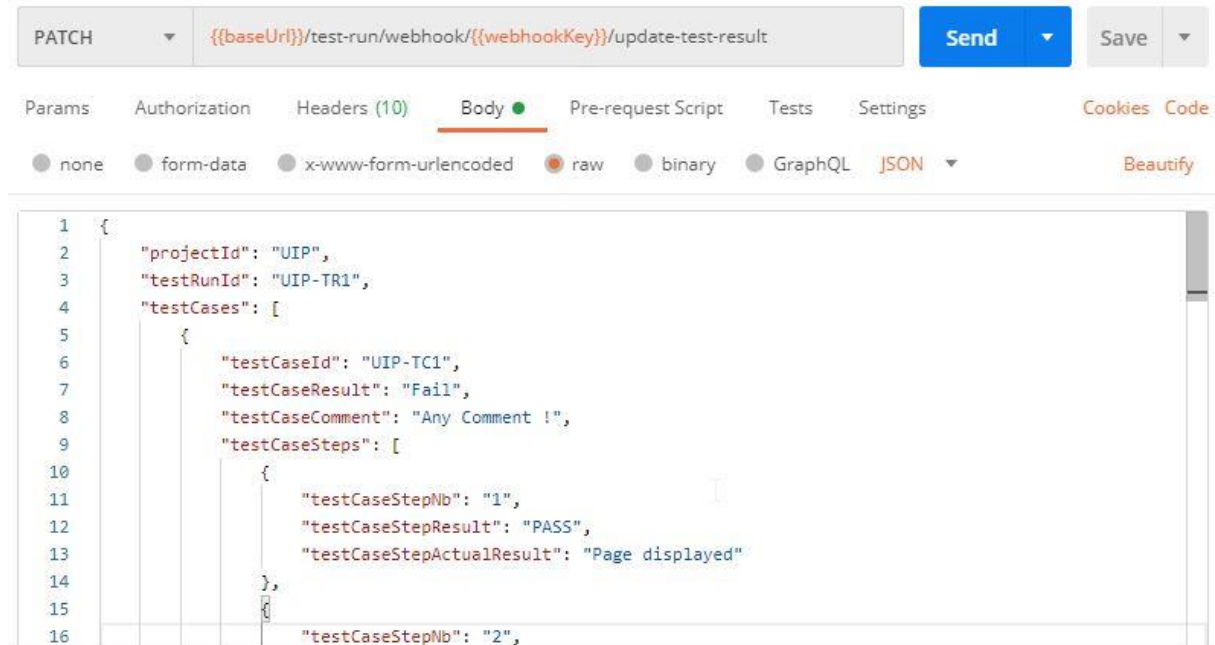 PATCH {{baseUrl}}/test-run/webhook/{{webhookKey}}/update-test-result Send Save
Params Authorization Headers (10) Body Pre-request Script Tests Settings Cookies Code
none form-data x-www-form-urlencoded raw binary GraphQL JSON Beautify
1 {
2 "projectId": "UIP",
3 "testRunId": "UIP-TR1",
4 "testCases": [
5 {
6 "testCaseId": "UIP-TC1",
7 "testCaseResult": "Fail",
8 "testCaseComment": "Any Comment !",
9 "testCaseSteps": [
10 {
11 "testCaseStepNb": "1",
12 "testCaseStepResult": "PASS",
13 "testCaseStepActualResult": "Page displayed"
14 },
15 {
16 "testCaseStepNb": "2",